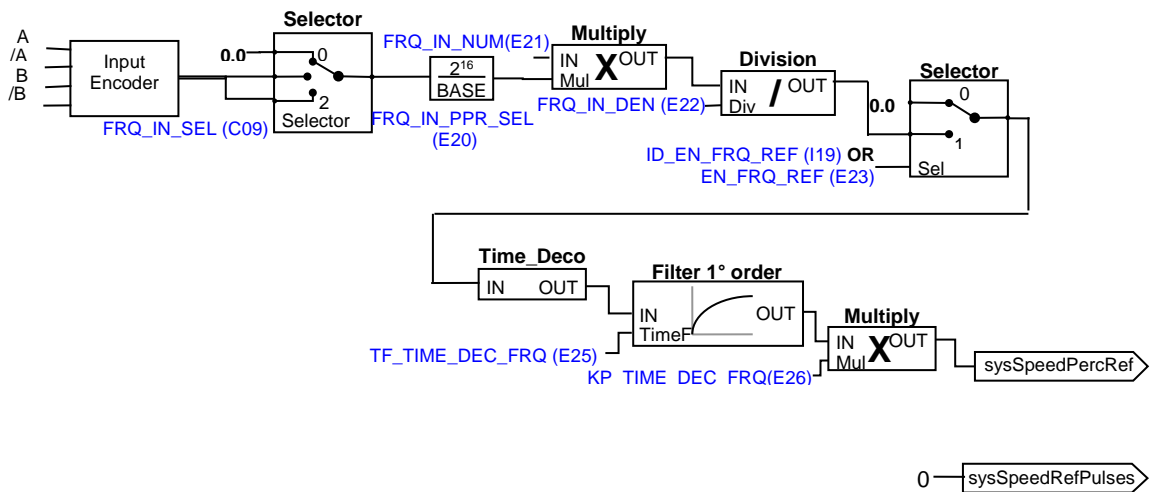 Selector
A
/A
B
/B
Input
Encoder
FRQ_IN_SEL (C09)
0.0
0
2
Selector
2¹⁶
BASE
FRQ_IN_PPR_SEL
(E20)
FRQ_IN_NUM(E21)
Multiply
IN
Mul
X
OUT
FRQ_IN_DEN (E22)
Division
IN
Div
/
OUT
Selector
0.0
0
1
Sel
ID_EN_FRQ_REF (I19) OR
EN_FRQ_REF (E23)
Time_Deco
IN OUT
Filter 1° order
IN
TimeF
OUT
TF_TIME_DEC_FRQ (E25)
Multiply
IN
Mul
X
OUT
KP_TIME_DEC_FRQ(E26)
sysSpeedPercRef
0
sysSpeedRefPulses